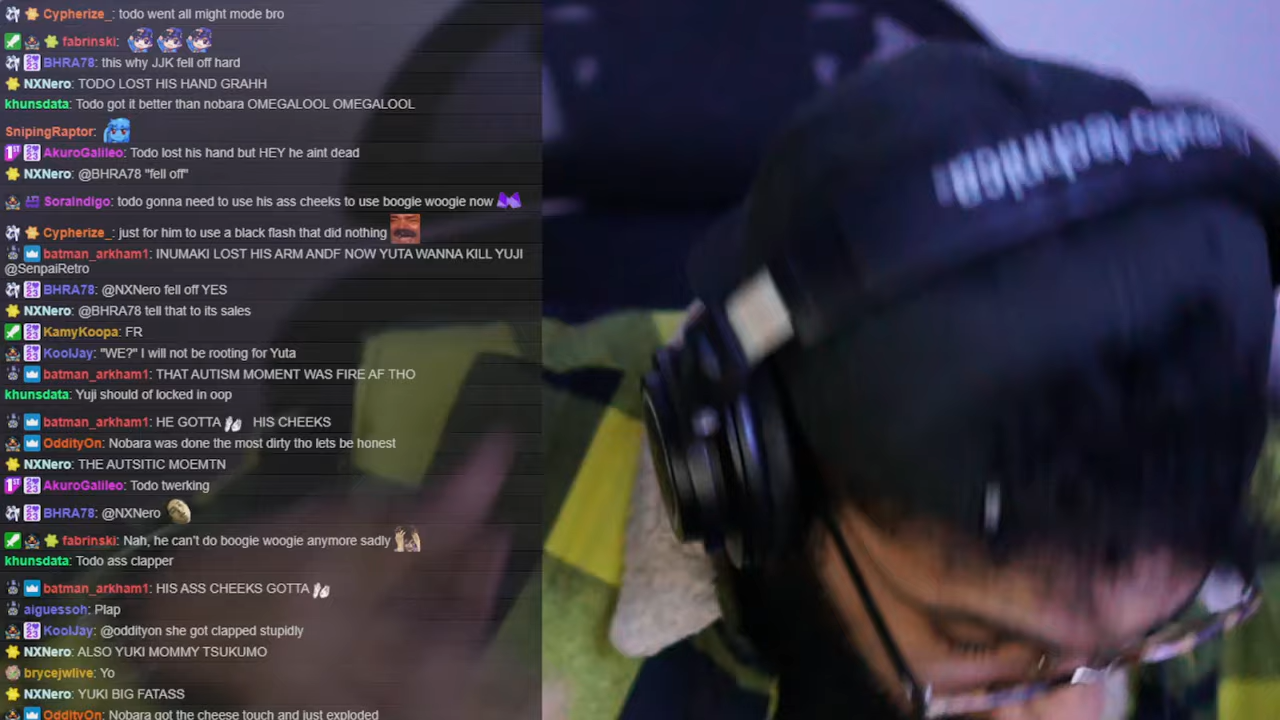 Cypherize_: todo went all might mode bro
fabrinski:
BHRA78: this why JJK fell off hard
NXNero: TODO LOST HIS HAND GRAHH
khunsdata: Todo got it better than nobara OMEGALOOL OMEGALOOL
SnipingRaptor:
1ST 2023 AkuroGalileo: Todo lost his hand but HEY he aint dead
NXNero: @BHRA78 "fell off"
SoraIndigo: todo gonna need to use his ass cheeks to use boogie woogie now
Cypherize_: just for him to use a black flash that did nothing
batman_arkham1: INUMAKI LOST HIS ARM ANDF NOW YUTA WANNA KILL YUJI
@SenpaiRetro
BHRA78: @NXNero fell off YES
NXNero: @BHRA78 tell that to its sales
KamyKoopa: FR
KoolJay: "WE?" I will not be rooting for Yuta
batman_arkham1: THAT AUTISM MOMENT WAS FIRE AF THO
khunsdata: Yuji should of locked in oop
batman_arkham1: HE GOTTA HIS CHEEKS
OddityOn: Nobara was done the most dirty tho lets be honest
NXNero: THE AUTSITIC MOEMTN
1ST 2023 AkuroGalileo: Todo twerking
BHRA78: @NXNero
fabrinski: Nah, he can't do boogie woogie anymore sadly
khunsdata: Todo ass clapper
batman_arkham1: HIS ASS CHEEKS GOTTA
aiguessoh: Plap
KoolJay: @oddityon she got clapped stupidly
NXNero: ALSO YUKI MOMMY TSUKUMO
brycejwlive: Yo
NXNero: YUKI BIG FATASS
OddityOn: Nobara got the cheese touch and just exploded